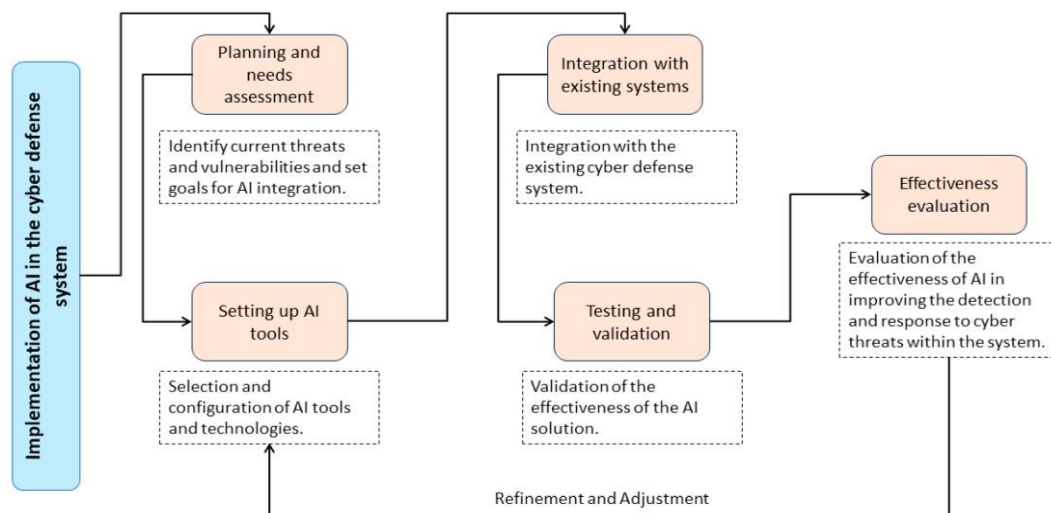 Implementation of AI in the cyber defense
system
Planning and
needs
assessment
Identify current threats
and vulnerabilities and set
goals for AI integration.
Setting up AI
tools
Selection and
configuration of AI tools
and technologies.
Integration with
existing systems
Integration with the
existing cyber defense
system.
Testing and
validation
Validation of the
effectiveness of the AI
solution.
Effectiveness
evaluation
Evaluation of the
effectiveness of AI in
improving the detection
and response to cyber
threats within the system.
Refinement and Adjustment